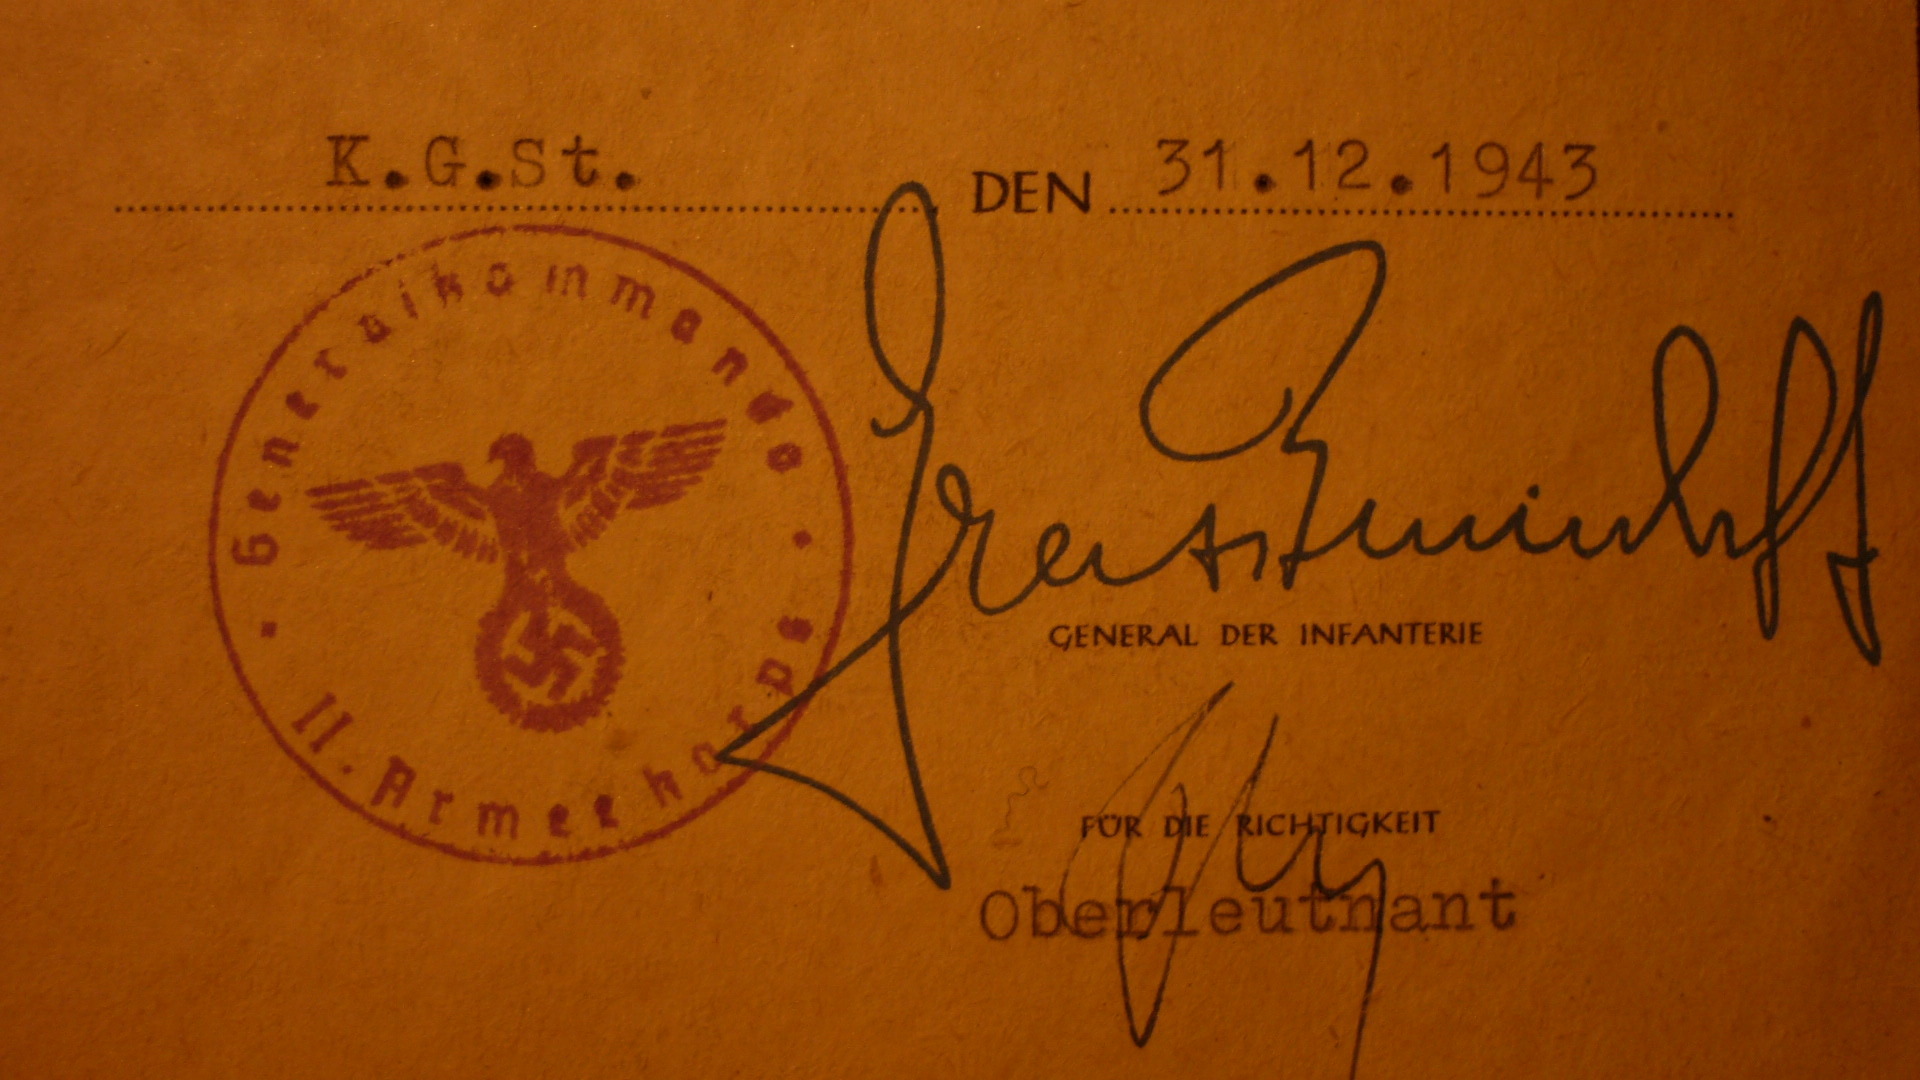 K.G.St. DEN 31.12.1943
Generalkommando
II. Armeekorps
GENERAL DER INFANTERIE
FÜR DIE RICHTIGKEIT
Oberleutnant